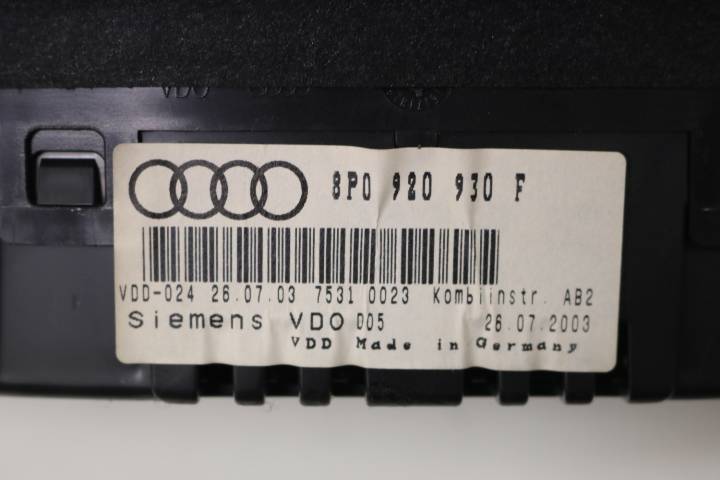 VDO
8P0 920 930 F
VDD-024 26.07.03 7531 0023 Kombiinstr. AB2
Siemens VDO 005 26.07.2003
VDD Made in Germany